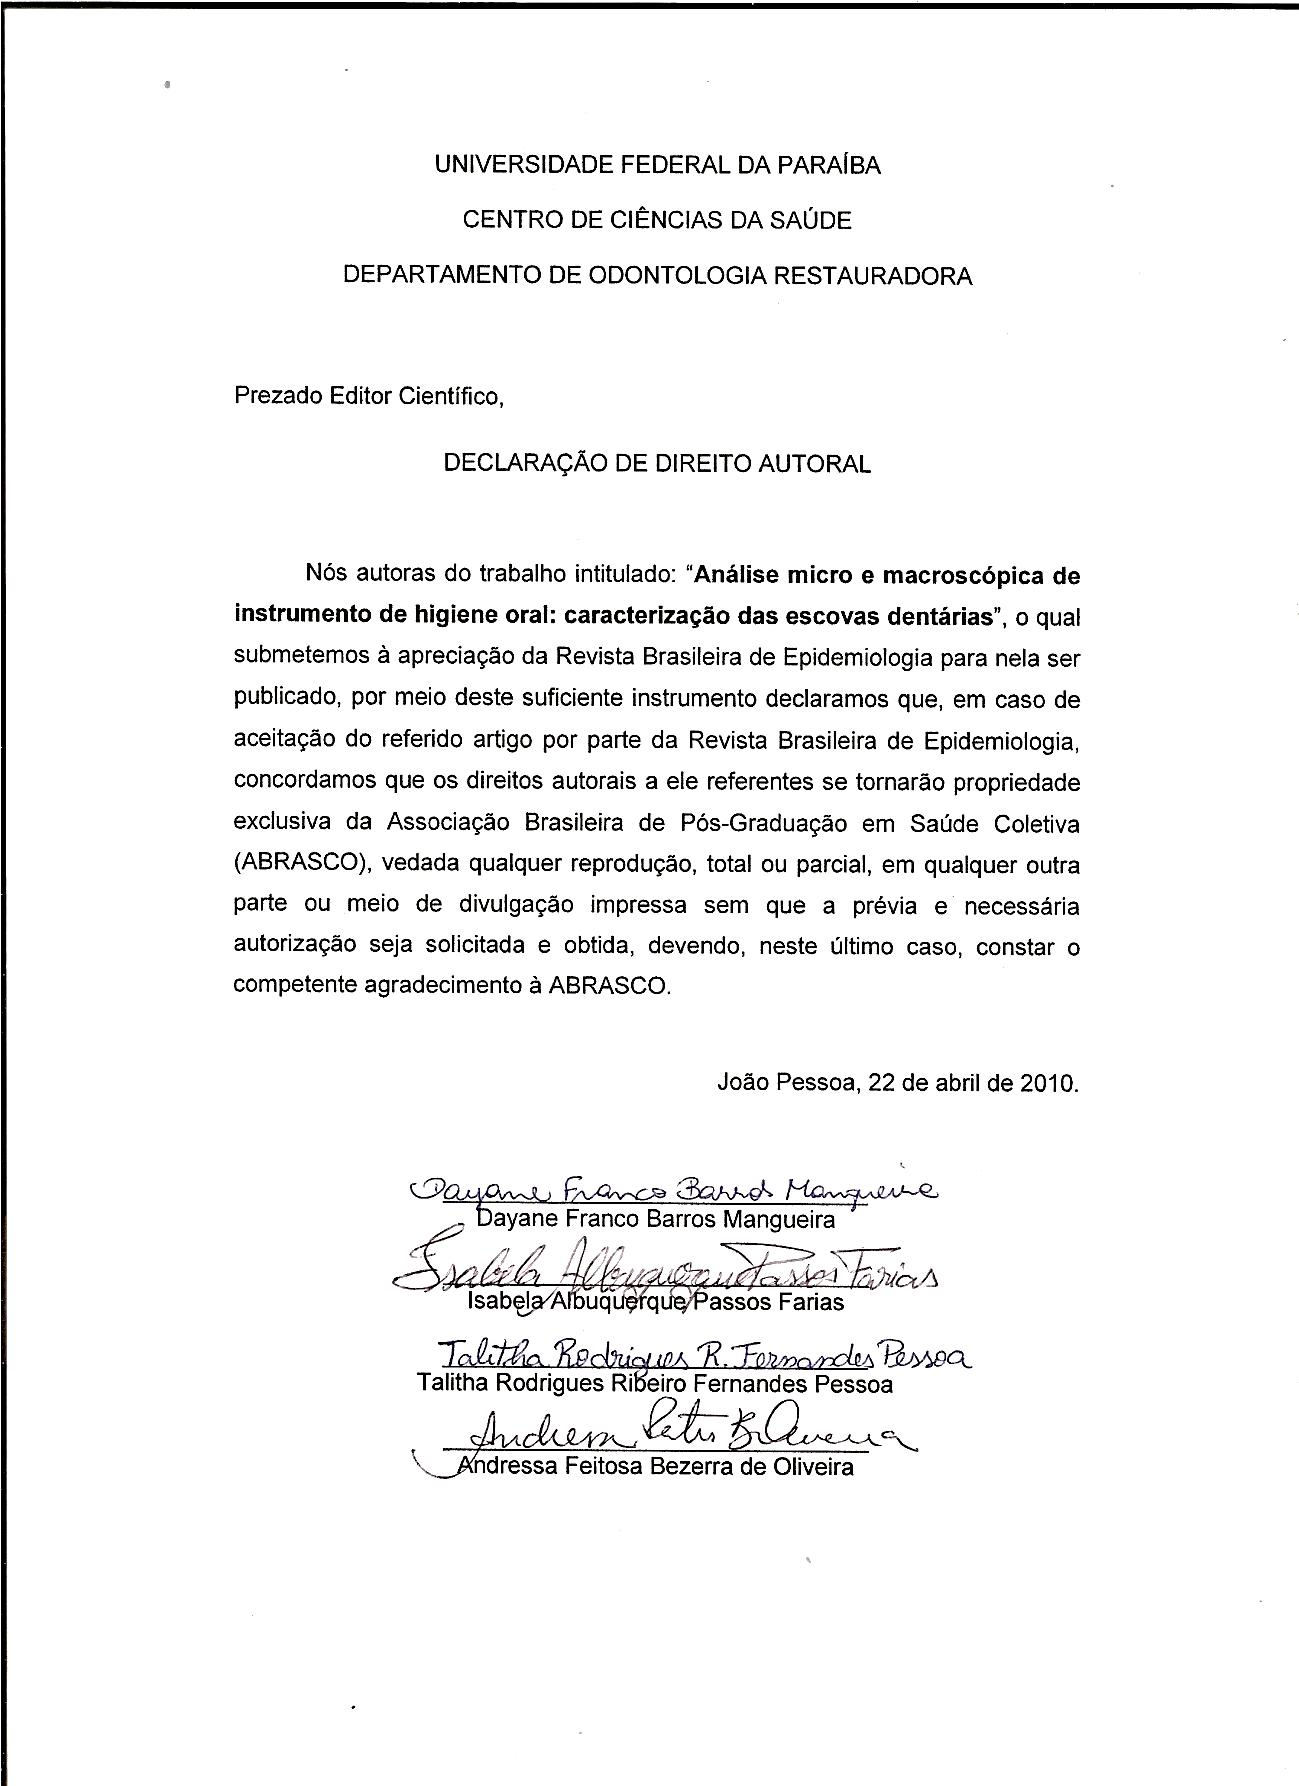 UNIVERSIDADE FEDERAL DA PARAÍBA
CENTRO DE CIÊNCIAS DA SAÚDE
DEPARTAMENTO DE ODONTOLOGIA RESTAURADORA
Prezado Editor Científico,
DECLARAÇÃO DE DIREITO AUTORAL
Nós autoras do trabalho intitulado: “Análise micro e macroscópica de
instrumento de higiene oral: caracterização das escovas dentárias”, o qual
submetemos à apreciação da Revista Brasileira de Epidemiologia para nela ser
publicado, por meio deste suficiente instrumento declaramos que, em caso de
aceitação do referido artigo por parte da Revista Brasileira de Epidemiologia,
concordamos que os direitos autorais a ele referentes se tornarão propriedade
exclusiva da Associação Brasileira de Pós-Graduação em Saúde Coletiva
(ABRASCO), vedada qualquer reprodução, total ou parcial, em qualquer outra
parte ou meio de divulgação impressa sem que a prévia e necessária
autorização seja solicitada e obtida, devendo, neste último caso, constar o
competente agradecimento à ABRASCO.
João Pessoa, 22 de abril de 2010.
Dayane Franco Barros Mangueira
Dayane Franco Barros Mangueira
Isabela Albuquerque Passos Farias
Isabela Albuquerque Passos Farias
Talitha Rodrigues R. Fernandes Pessoa
Talitha Rodrigues Ribeiro Fernandes Pessoa
Andressa Feitosa Bezerra de Oliveira